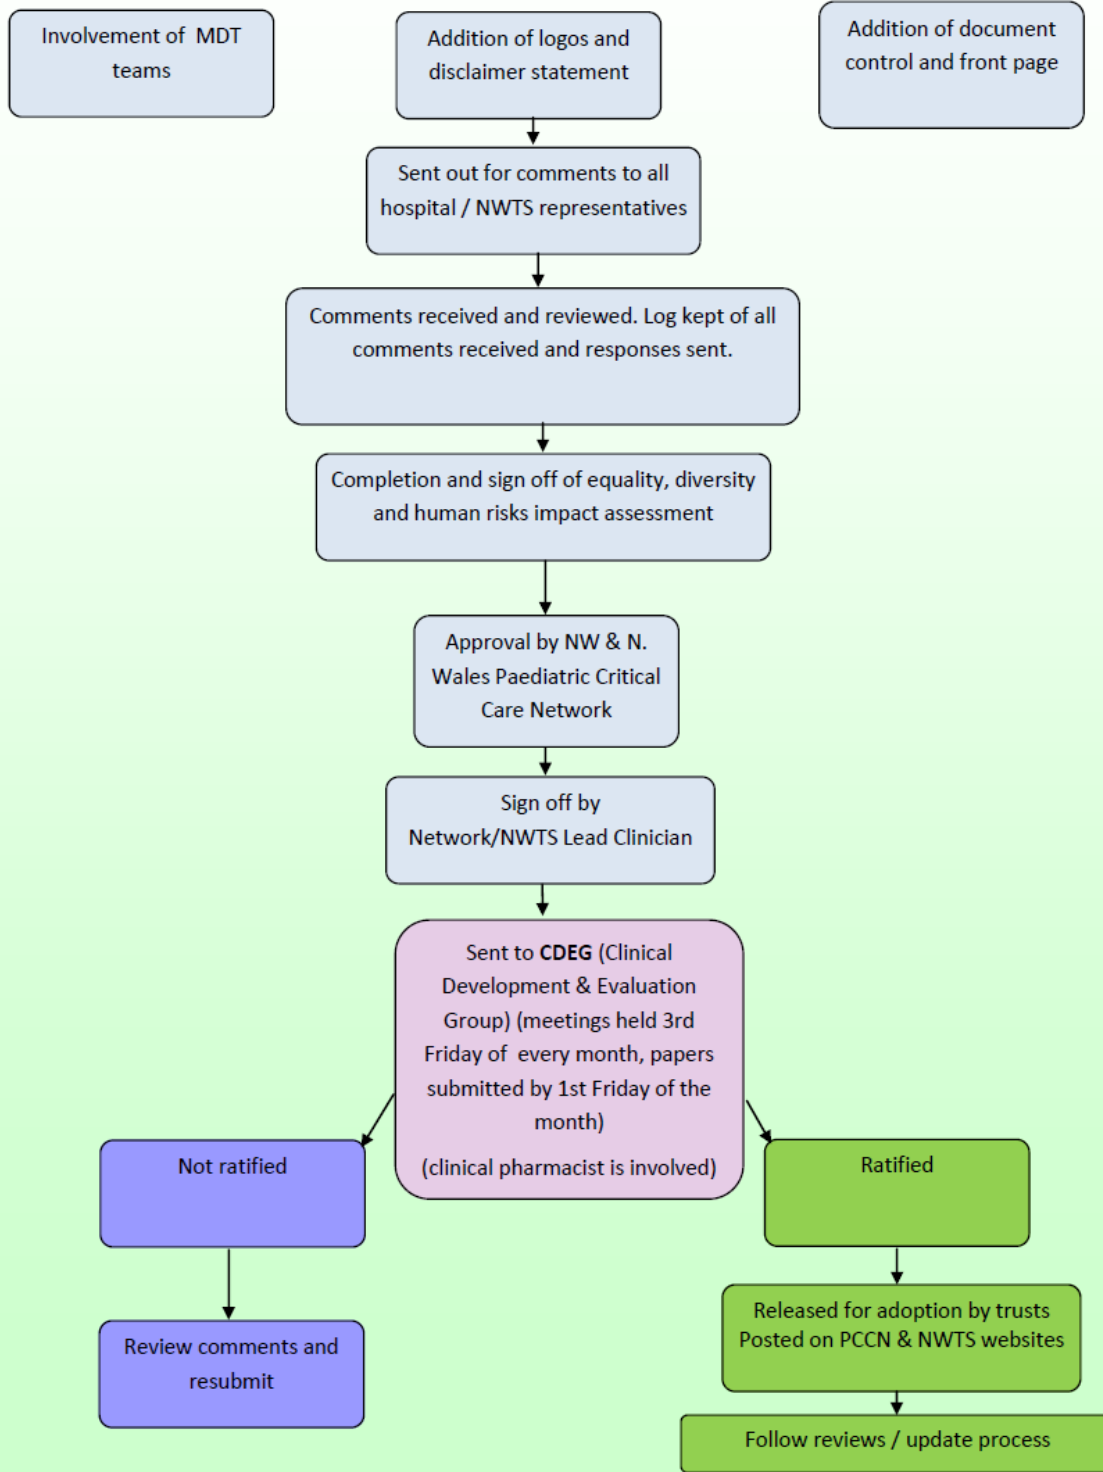 Involvement of MDT
teams
Addition of logos and
disclaimer statement
Addition of document
control and front page
Sent out for comments to all
hospital / NWTS representatives
Comments received and reviewed. Log kept of all
comments received and responses sent.
Completion and sign off of equality, diversity
and human risks impact assessment
Approval by NW & N.
Wales Paediatric Critical
Care Network
Sign off by
Network/NWTS Lead Clinician
Sent to CDEG (Clinical
Development & Evaluation
Group) (meetings held 3rd
Friday of every month, papers
submitted by 1st Friday of the
month)
(clinical pharmacist is involved)
Not ratified
Ratified
Review comments and
resubmit
Released for adoption by trusts
Posted on PCCN & NWTS websites
Follow reviews / update process